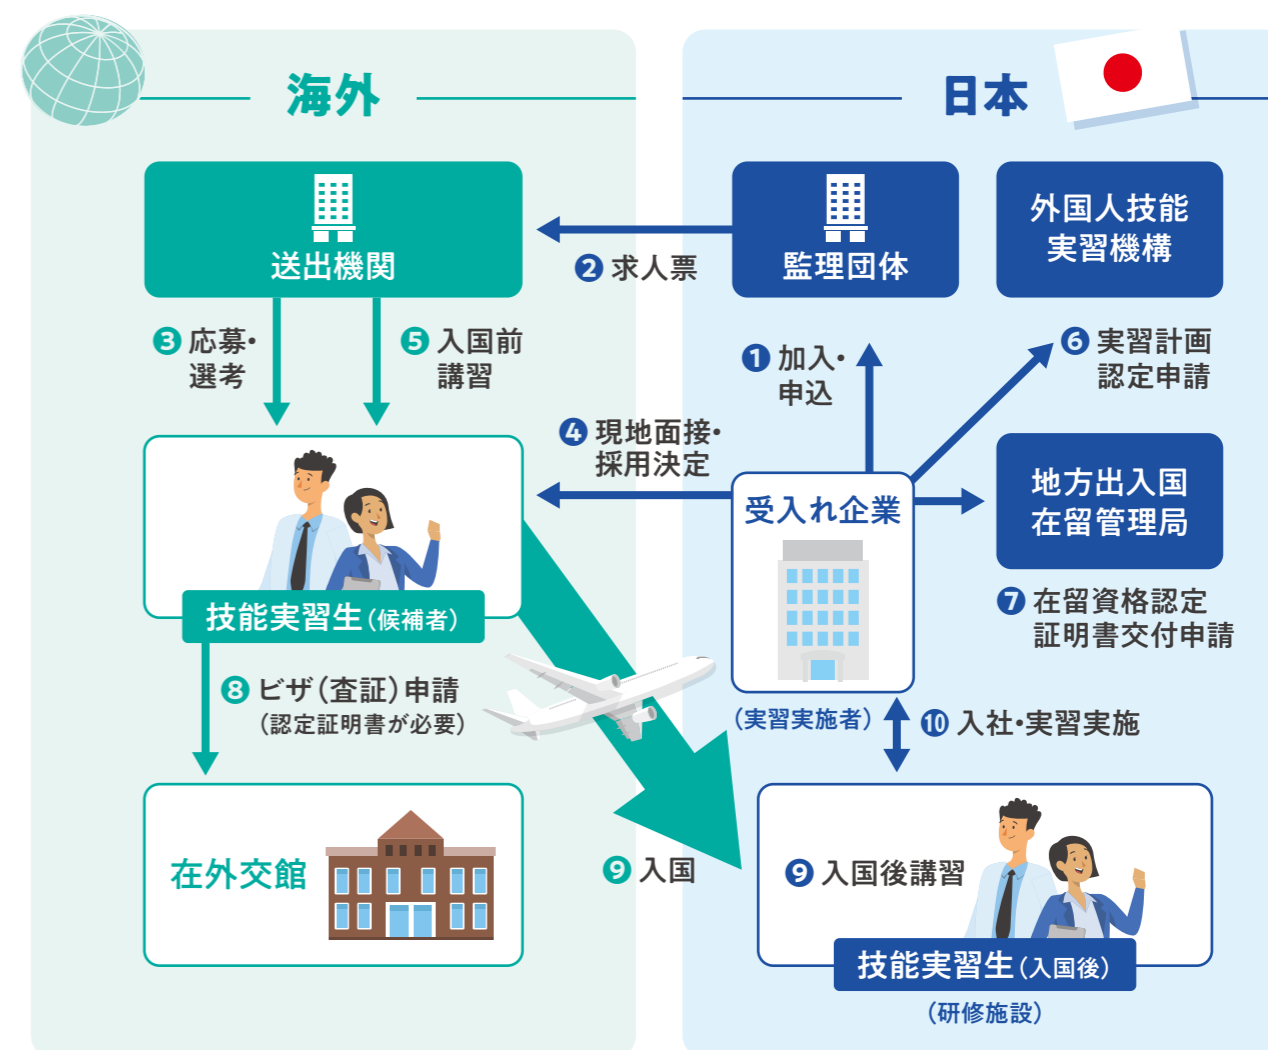 海外
日本
送出機関
❷ 求人票
監理団体
外国人技能
実習機構
❸ 応募・
選考
❺ 入国前
講習
❶ 加入・
申込
❻ 実習計画
認定申請
❹ 現地面接・
採用決定
受入れ企業
地方出入国
在留管理局
技能実習生（候補者）
❼ 在留資格認定
証明書交付申請
❽ ビザ（査証）申請
（認定証明書が必要）
（実習実施者）
❿ 入社・実習実施
在外交館
❾ 入国
❾ 入国後講習
技能実習生（入国後）
（研修施設）